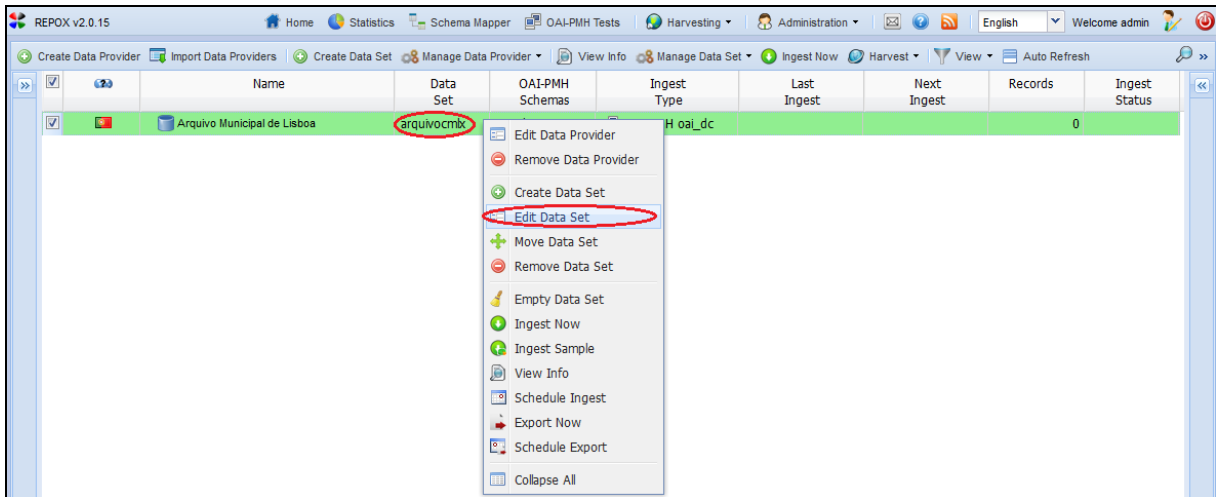 REPOX v2.0.15 Home Statistics Schema Mapper OAI-PMH Tests Harvesting Administration English Welcome admin
Create Data Provider Import Data Providers Create Data Set Manage Data Provider View Info Manage Data Set Ingest Now Harvest View Auto Refresh
Name Data Set OAI-PMH Schemas Ingest Type Last Ingest Next Ingest Records Ingest Status
Arquivo Municipal de Lisboa arquivocmlx H oai_dc 0
Edit Data Provider
Remove Data Provider
Create Data Set
Edit Data Set
Move Data Set
Remove Data Set
Empty Data Set
Ingest Now
Ingest Sample
View Info
Schedule Ingest
Export Now
Schedule Export
Collapse All